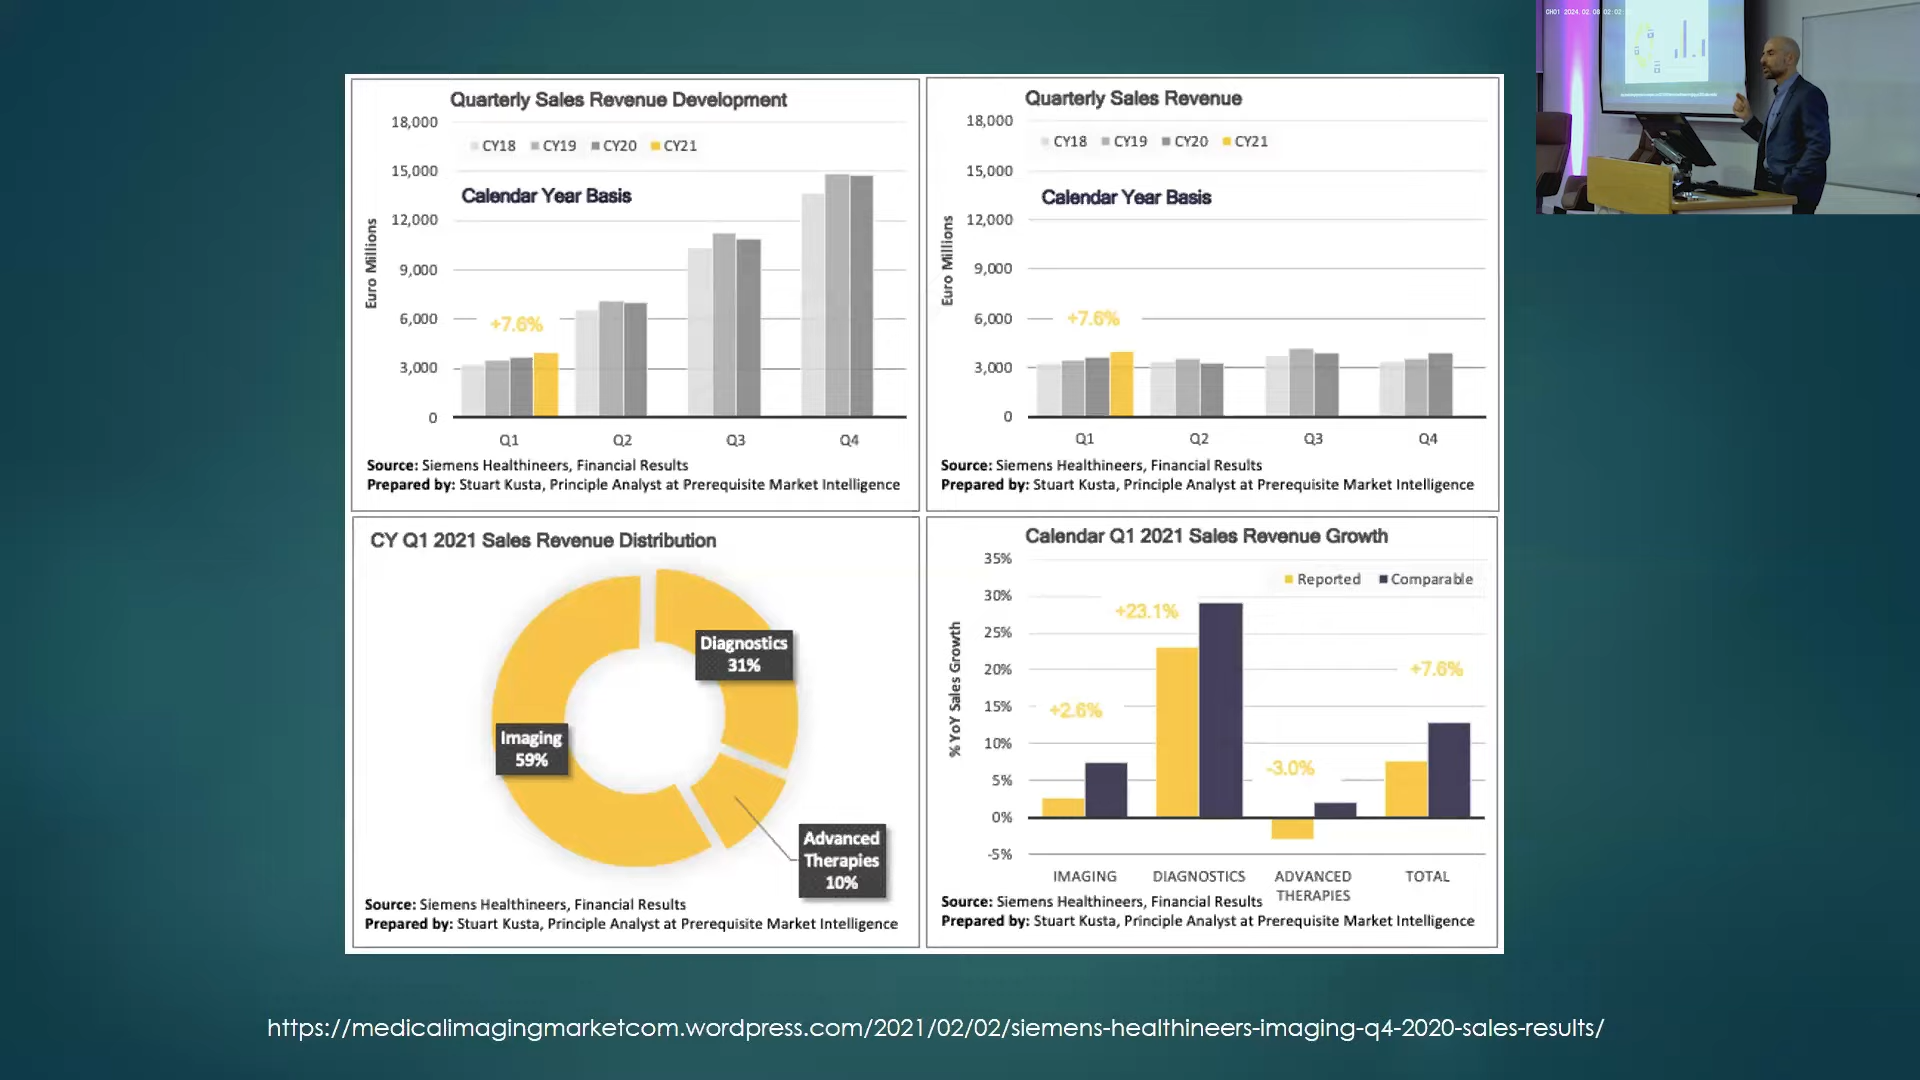 Quarterly Sales Revenue Development
18,000
CY18 CY19 CY20 CY21
15,000
Calendar Year Basis
12,000
9,000
Euro Millions
+7.6%
6,000
3,000
0
Q1 Q2 Q3 Q4
Source: Siemens Healthineers, Financial Results
Prepared by: Stuart Kusta, Principle Analyst at Prerequisite Market Intelligence
Quarterly Sales Revenue
18,000
CY18 CY19 CY20 CY21
15,000
Calendar Year Basis
12,000
9,000
Euro Millions
6,000
+7.6%
3,000
0
Q1 Q2 Q3 Q4
Source: Siemens Healthineers, Financial Results
Prepared by: Stuart Kusta, Principle Analyst at Prerequisite Market Intelligence
CY Q1 2021 Sales Revenue Distribution
Diagnostics
31%
Imaging
59%
Advanced
Therapies
10%
Source: Siemens Healthineers, Financial Results
Prepared by: Stuart Kusta, Principle Analyst at Prerequisite Market Intelligence
Calendar Q1 2021 Sales Revenue Growth
35%
Reported Comparable
30%
+23.1%
25%
20%
+7.6%
% YoY Sales Growth
15%
+2.6%
10%
-3.0%
5%
0%
-5%
IMAGING DIAGNOSTICS ADVANCED THERAPIES TOTAL
Source: Siemens Healthineers, Financial Results
Prepared by: Stuart Kusta, Principle Analyst at Prerequisite Market Intelligence
https://medicalimagingmarketcom.wordpress.com/2021/02/02/siemens-healthineers-imaging-q4-2020-sales-results/